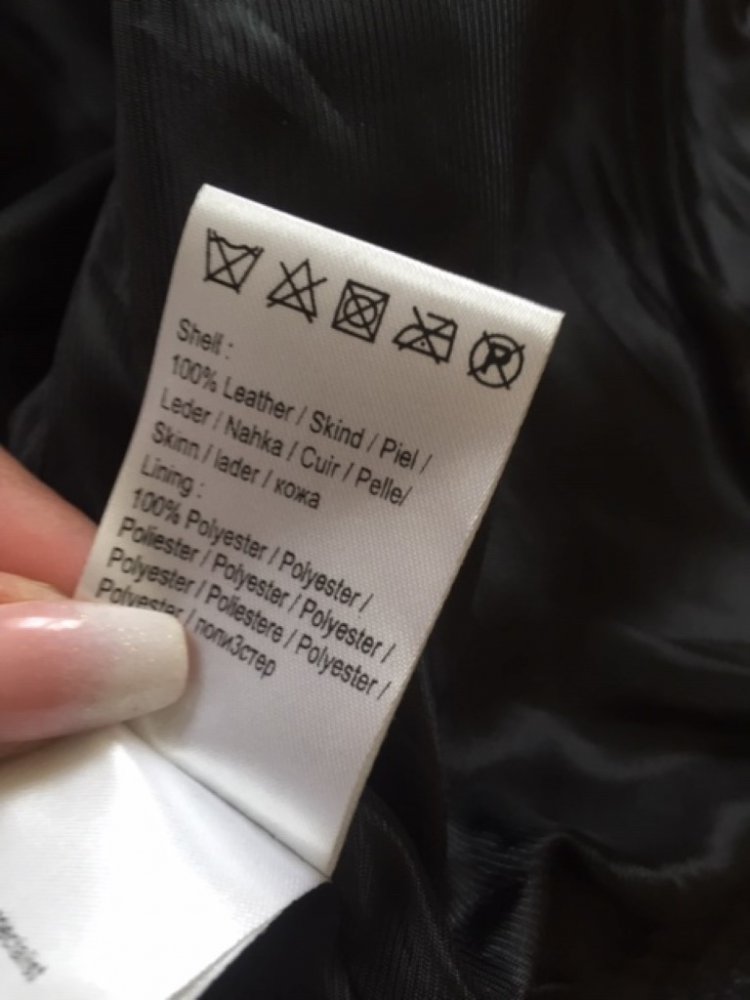 P
Shell :
100% Leather / Skind / Piel /
Leder / Nahka / Cuir / Pelle/
Skinn / lader / кожа
Lining :
100% Polyester / Polyester /
Poliester / Polyester / Polyester /
Polyester / Poliestere / Polyester /
Polyester / полиЗстер